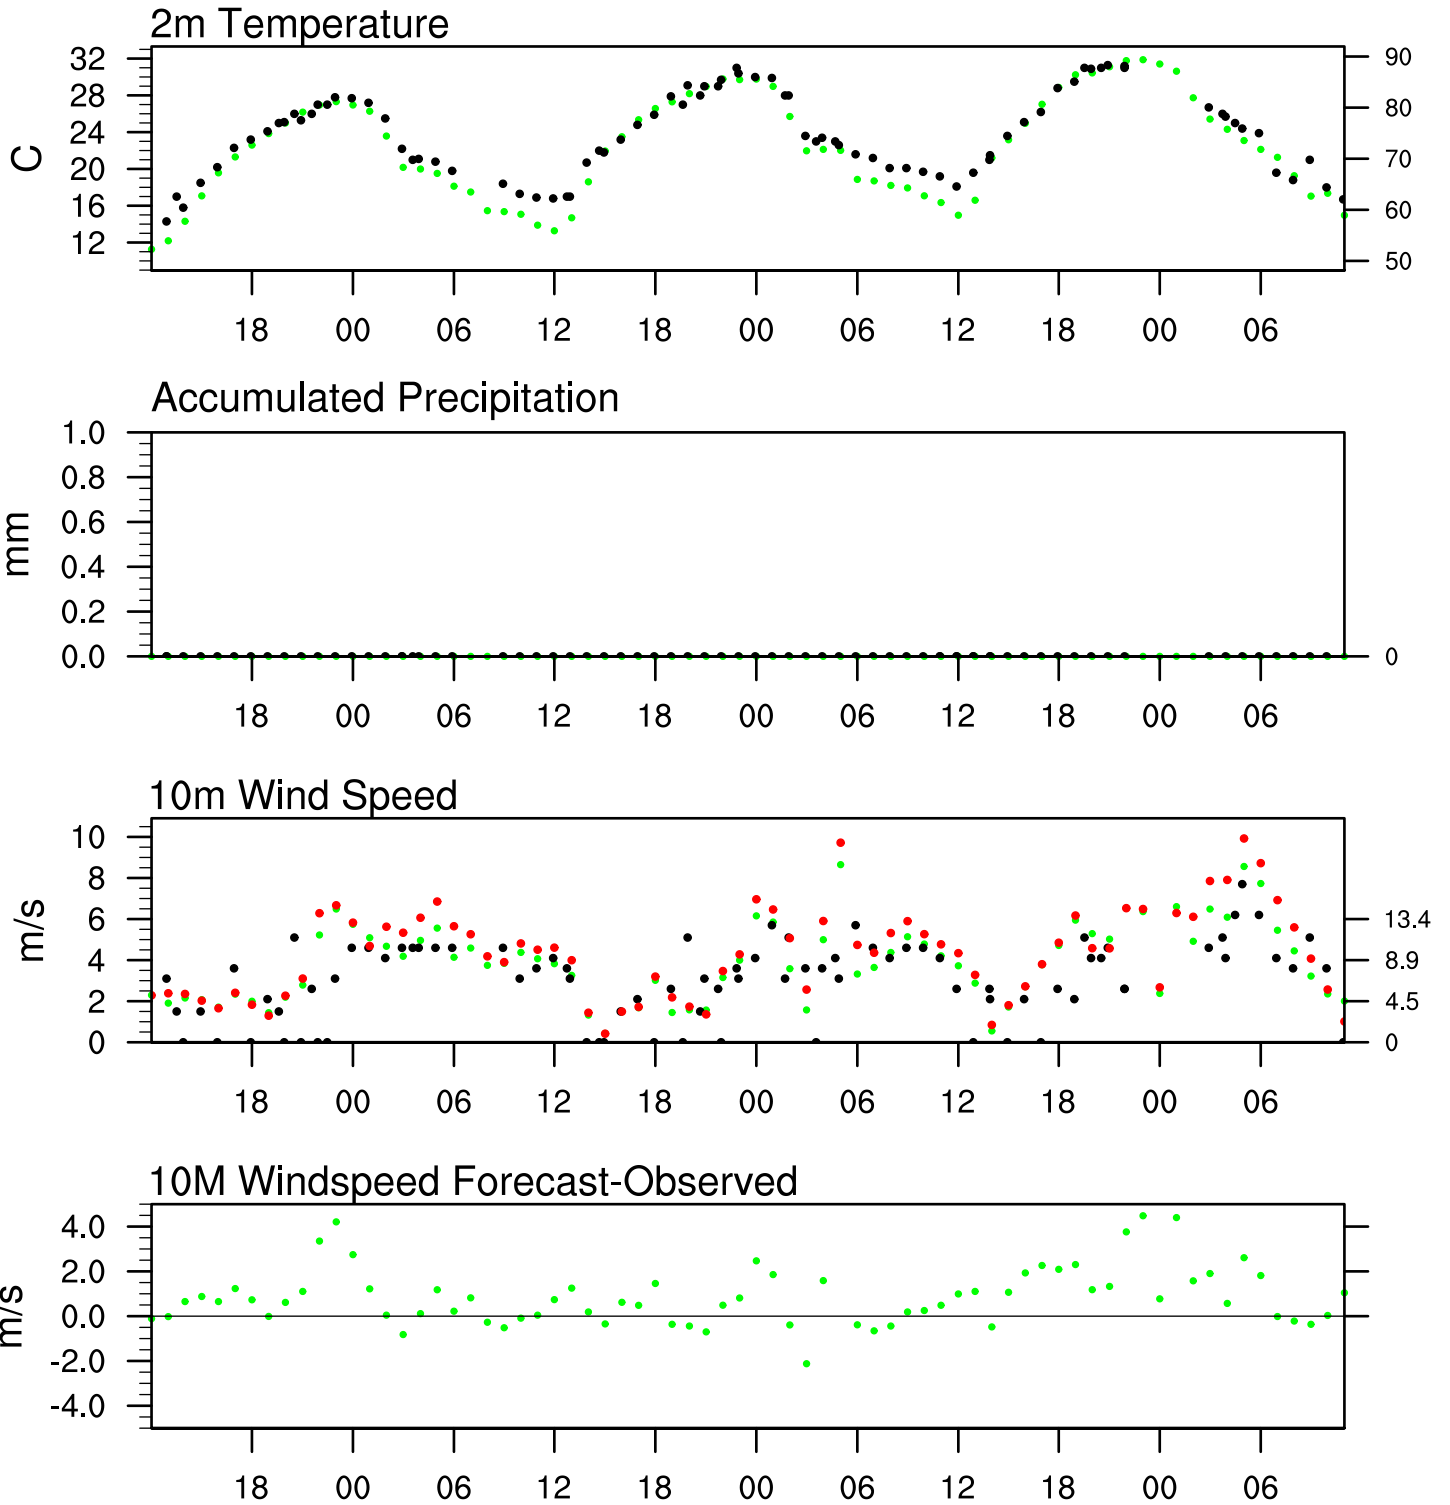 2m Temperature
32
28
24
20
16
12
C
90
80
70
60
50
18 00 06 12 18 00 06 12 18 00 06
Accumulated Precipitation
1.0
0.8
0.6
0.4
0.2
0.0
mm
0
18 00 06 12 18 00 06 12 18 00 06
10m Wind Speed
10
8
6
4
2
0
m/s
13.4
8.9
4.5
0
18 00 06 12 18 00 06 12 18 00 06
10M Windspeed Forecast-Observed
4.0
2.0
0.0
-2.0
-4.0
m/s
18 00 06 12 18 00 06 12 18 00 06